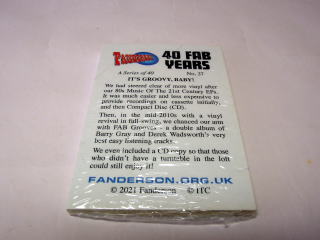 THUNDERBIRDS
40 FAB
YEARS
A Series of 40
No. 37
IT'S GROOVY, BABY!
We had steered clear of more vinyl after
our 80s Music Of The 21st Century EPs.
It was much easier and less expensive to
provide recordings on cassette initially,
and then Compact Disc (CD).
Then, in the mid-2010s with a vinyl
revival in full-swing, we chanced our arm
with FAB Grooves - a double album of
Barry Gray and Derek Wadsworth's very
best easy listening cracks.
We even included a CD copy so that those
who didn't have a turntable in the loft
could still enjoy it!
FANDERSON.ORG.UK
© 2021 Fanderson © ITC